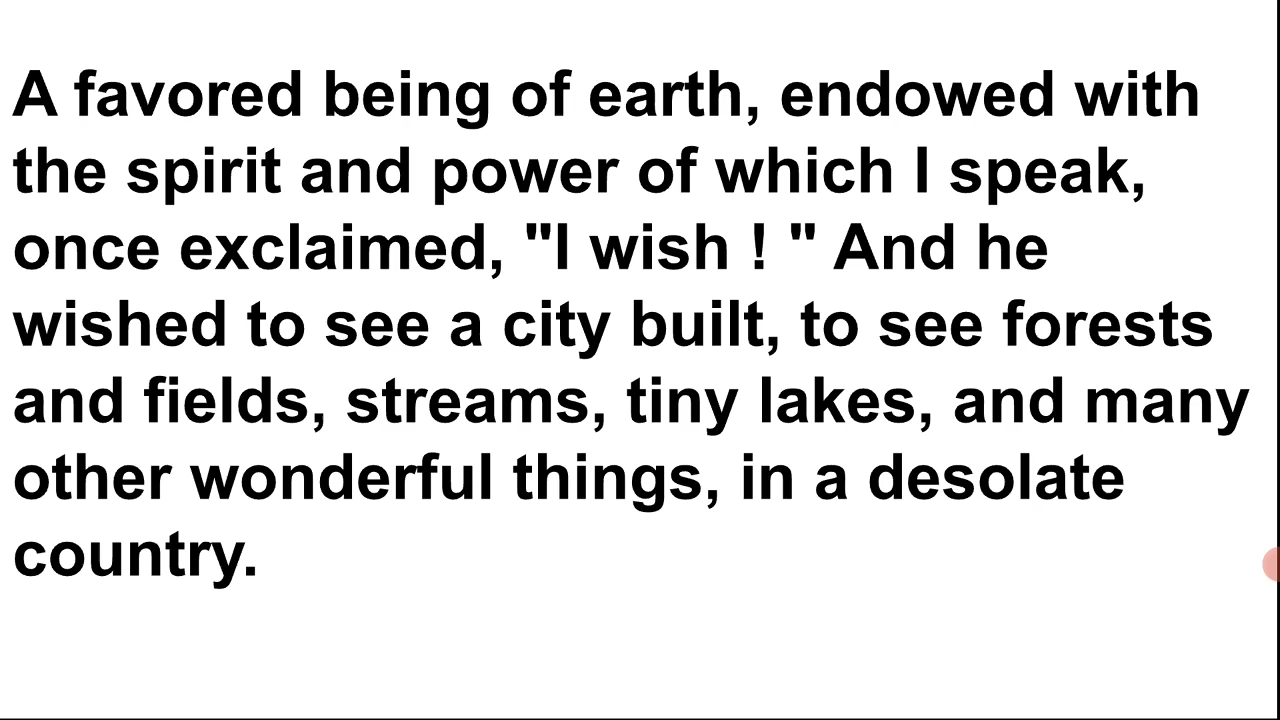 A favored being of earth, endowed with
the spirit and power of which I speak,
once exclaimed, "I wish ! " And he
wished to see a city built, to see forests
and fields, streams, tiny lakes, and many
other wonderful things, in a desolate
country.